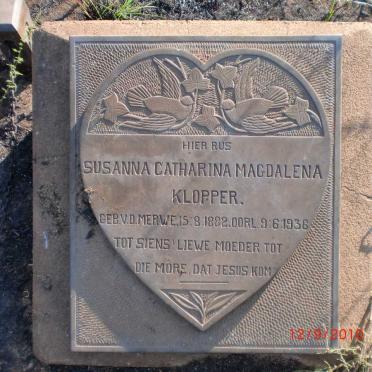 HIER RUS
SUSANNA CATHARINA MAGDALENA
KLOPPER.
GEB.V.D.MERWE,15.8.1882.OORL.9.6.1936
TOT SIENS LIEWE MOEDER TOT
DIE MÔRE, DAT JESUS KOM
12/9/2010